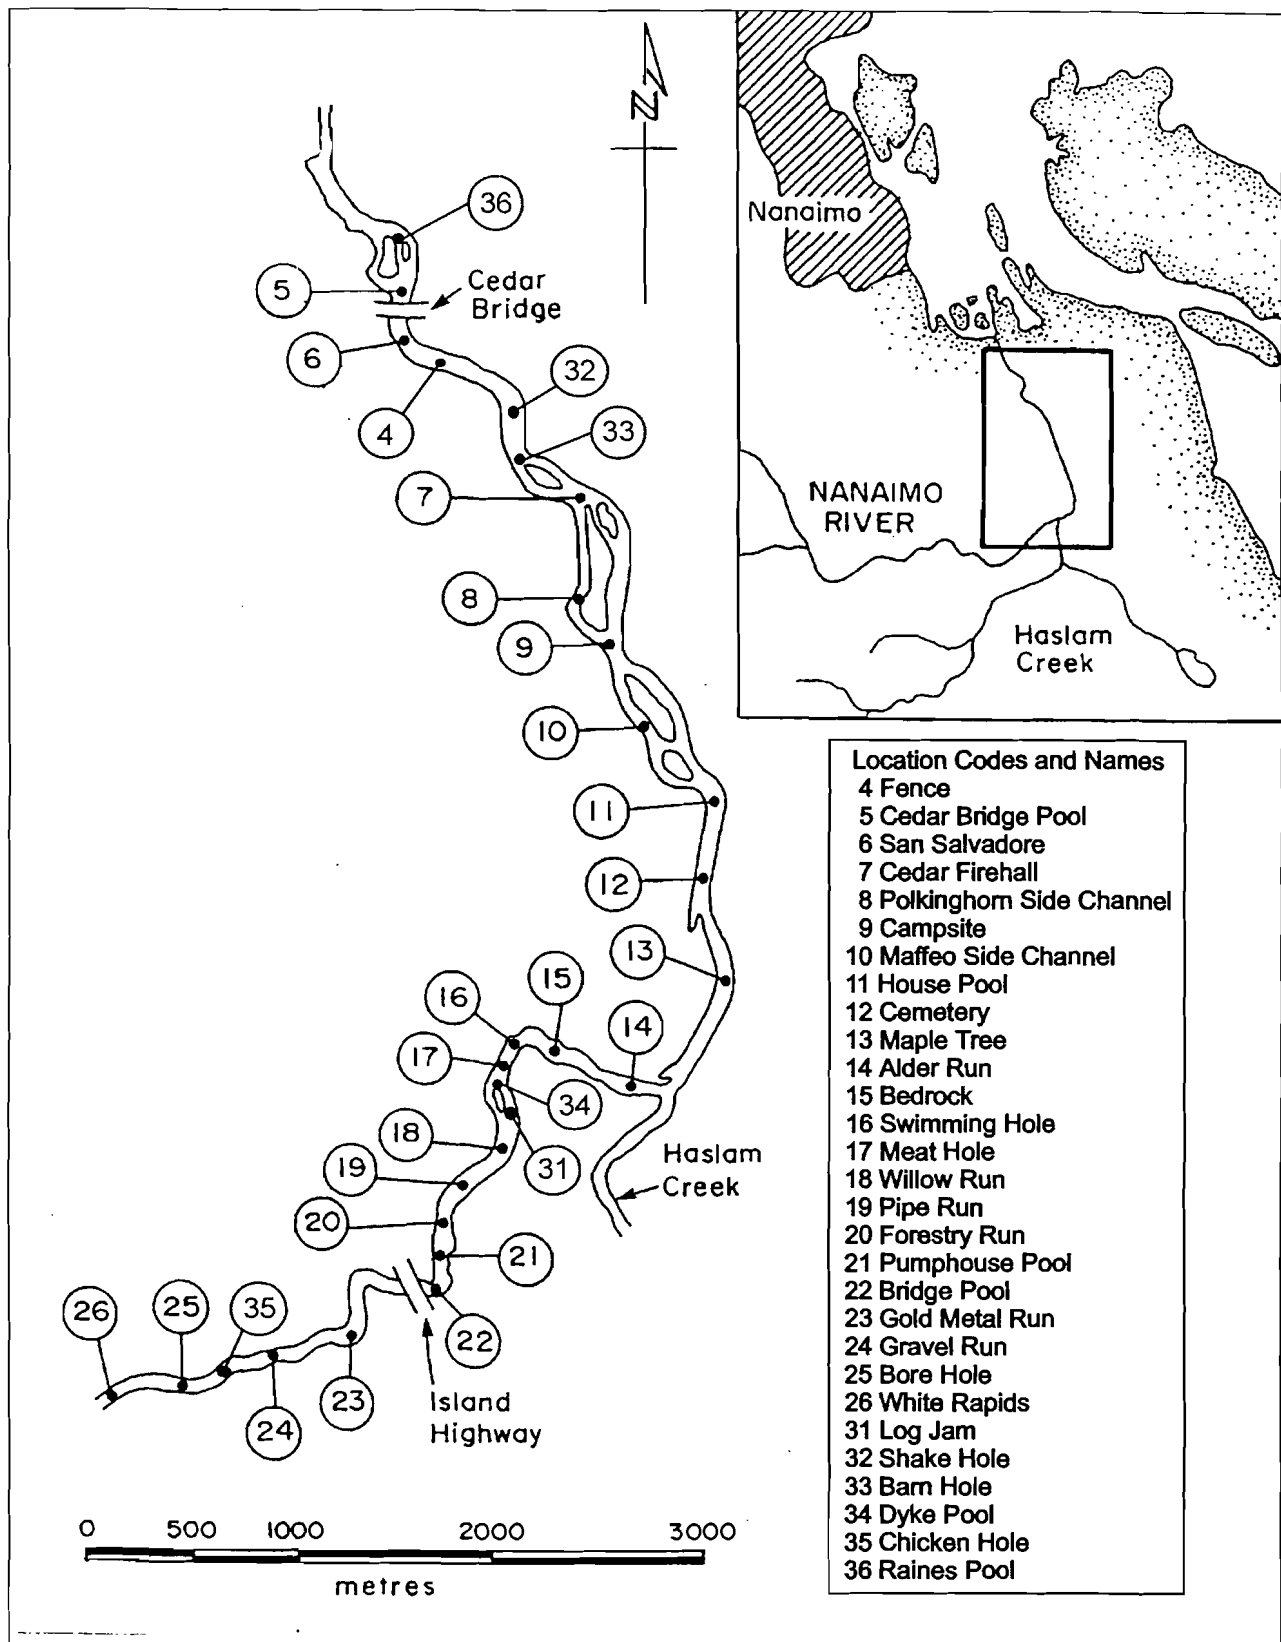 N
36
5
Cedar
Bridge
6
32
4
33
7
8
9
10
11
12
13
16
15
14
17
34
18
31
Haslam
Creek
19
20
21
26
25
35
22
23
24
Island
Highway
0 500 1000 2000 3000
metres
Nanaimo
NANAIMO
RIVER
Haslam
Creek
Location Codes and Names
4 Fence
5 Cedar Bridge Pool
6 San Salvadore
7 Cedar Firehall
8 Polkinghorn Side Channel
9 Campsite
10 Maffeo Side Channel
11 House Pool
12 Cemetery
13 Maple Tree
14 Alder Run
15 Bedrock
16 Swimming Hole
17 Meat Hole
18 Willow Run
19 Pipe Run
20 Forestry Run
21 Pumphouse Pool
22 Bridge Pool
23 Gold Metal Run
24 Gravel Run
25 Bore Hole
26 White Rapids
31 Log Jam
32 Shake Hole
33 Barn Hole
34 Dyke Pool
35 Chicken Hole
36 Raines Pool